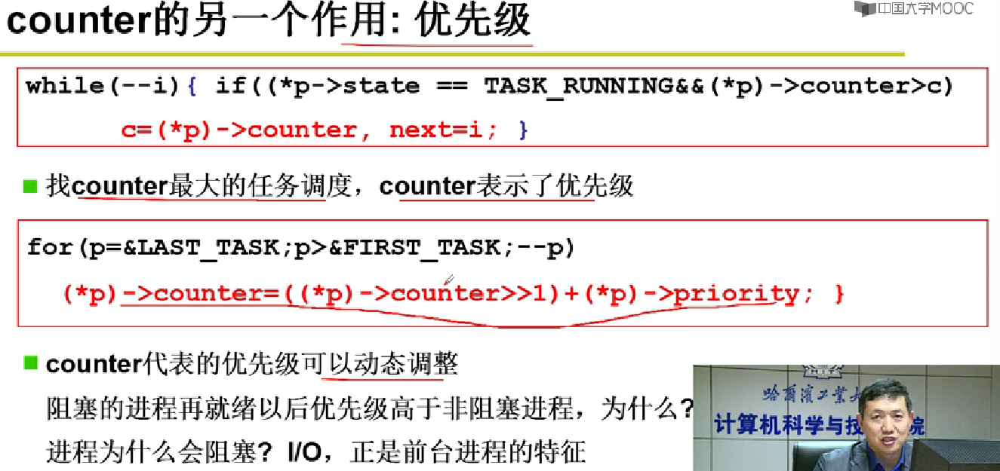 counter的另一个作用: 优先级
中国大学MOOC
while(--i){ if((*p->state == TASK_RUNNING&&(*p)->counter>c)
c=(*p)->counter, next=i; }
找counter最大的任务调度，counter表示了优先级
for(p=&LAST_TASK;p>&FIRST_TASK;--p)
(*p)->counter=((*p)->counter>>1)+(*p)->priority; }
counter代表的优先级可以动态调整
阻塞的进程再就绪以后优先级高于非阻塞进程，为什么?
进程为什么会阻塞? I/O，正是前台进程的特征
哈爾濱工業大
计算机科学与技 院